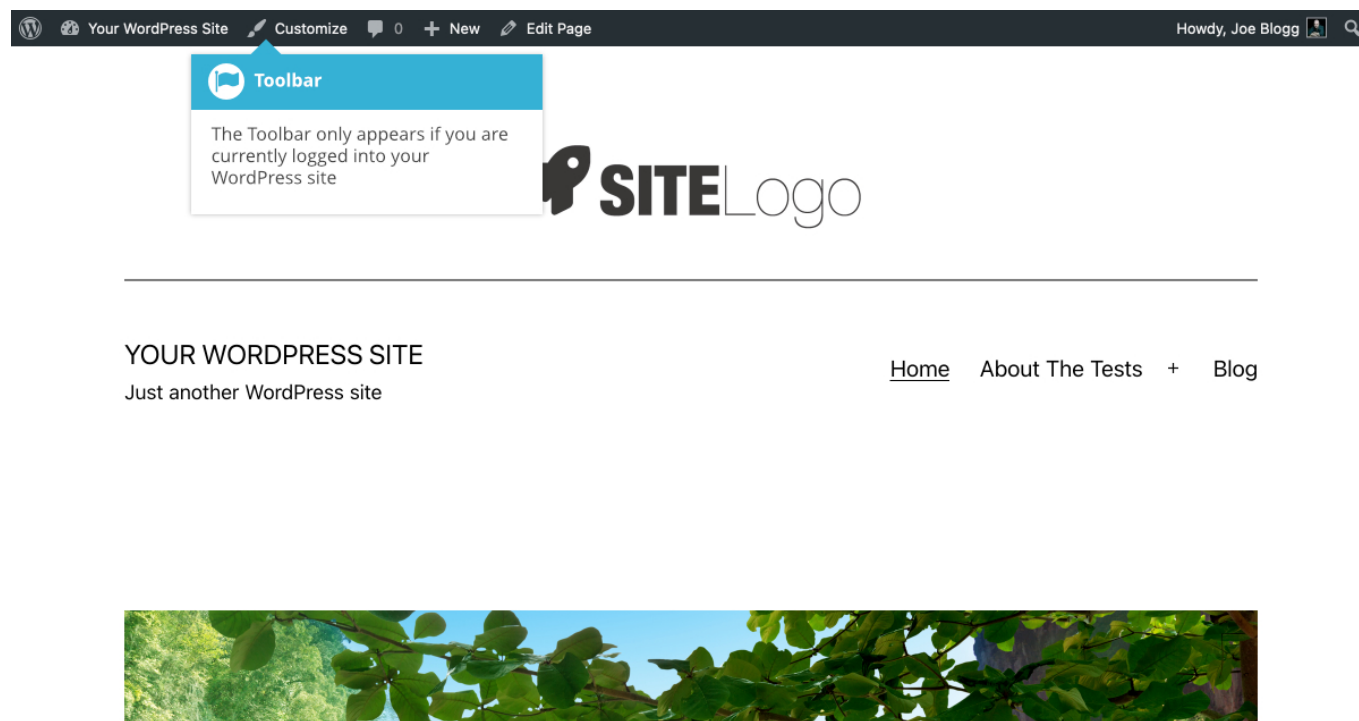 Your WordPress Site Customize 0 + New Edit Page Howdy, Joe Blogg
Toolbar
The Toolbar only appears if you are
currently logged into your
WordPress site
SITELogo
YOUR WORDPRESS SITE
Just another WordPress site
Home About The Tests + Blog